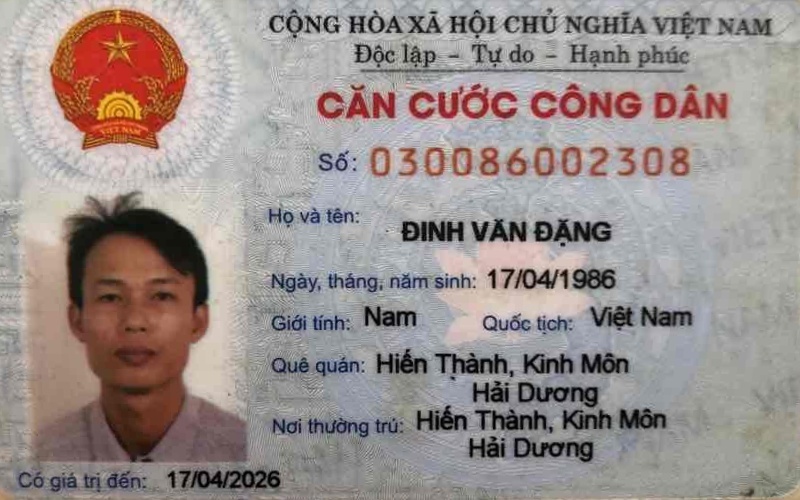 CỘNG HÒA XÃ HỘI CHỦ NGHĨA VIỆT NAM
Độc lập - Tự do - Hạnh phúc
CĂN CƯỚC CÔNG DÂN
Số: 030086002308
Họ và tên: ĐINH VĂN ĐẶNG
Ngày, tháng, năm sinh: 17/04/1986
Giới tính: Nam Quốc tịch: Việt Nam
Quê quán: Hiến Thành, Kinh Môn
Hải Dương
Nơi thường trú: Hiến Thành, Kinh Môn
Hải Dương
Có giá trị đến: 17/04/2026
VIỆT NAM